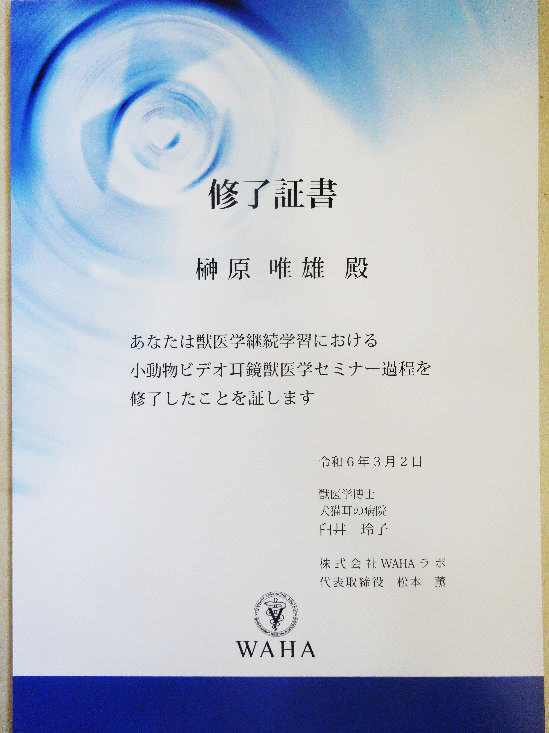 修了証書
榊原 唯雄 殿
あなたは獣医学継続学習における
小動物ビデオ耳鏡獣医学セミナー過程を
修了したことを証します
令和6年3月2日
獣医学博士
犬猫耳の病院
臼井 玲子
株式会社WAHAラボ
代表取締役 松本 薫
WAHA